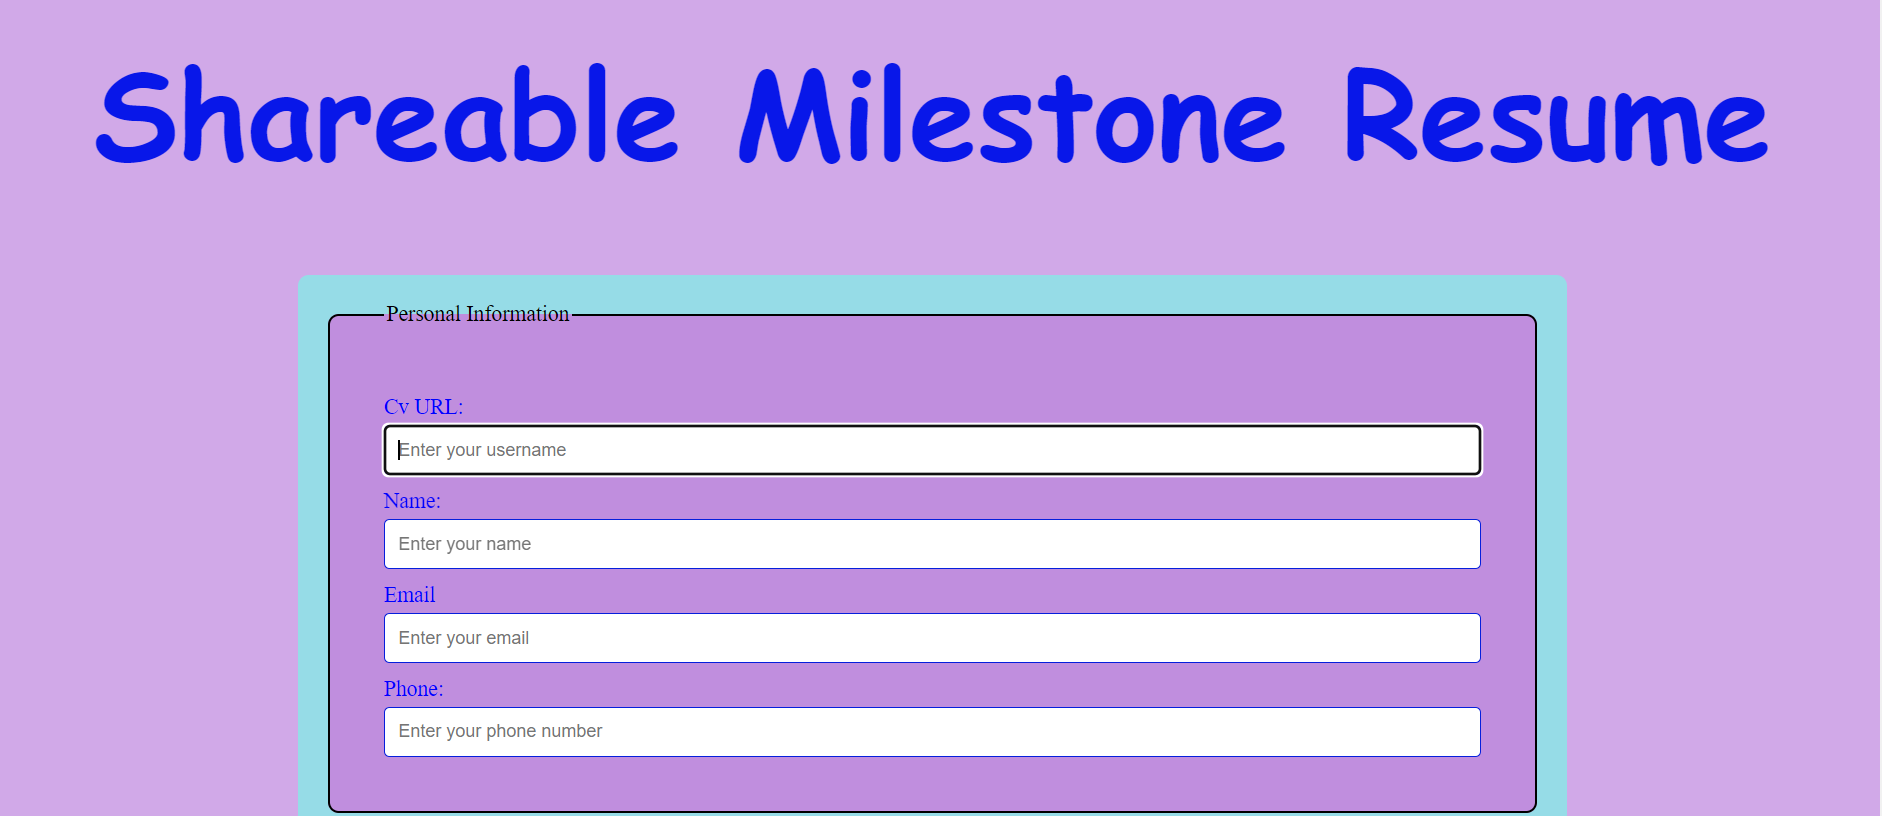 Shareable Milestone Resume
Personal Information
Cv URL:
Enter your username
Name:
Enter your name
Email
Enter your email
Phone:
Enter your phone number